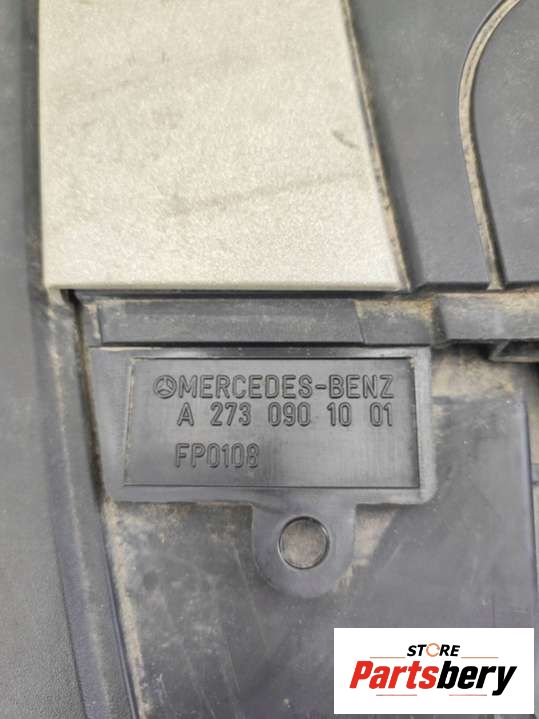 MERCEDES-BENZ
A 273 090 10 01
FP0108
STORE
Partsbery